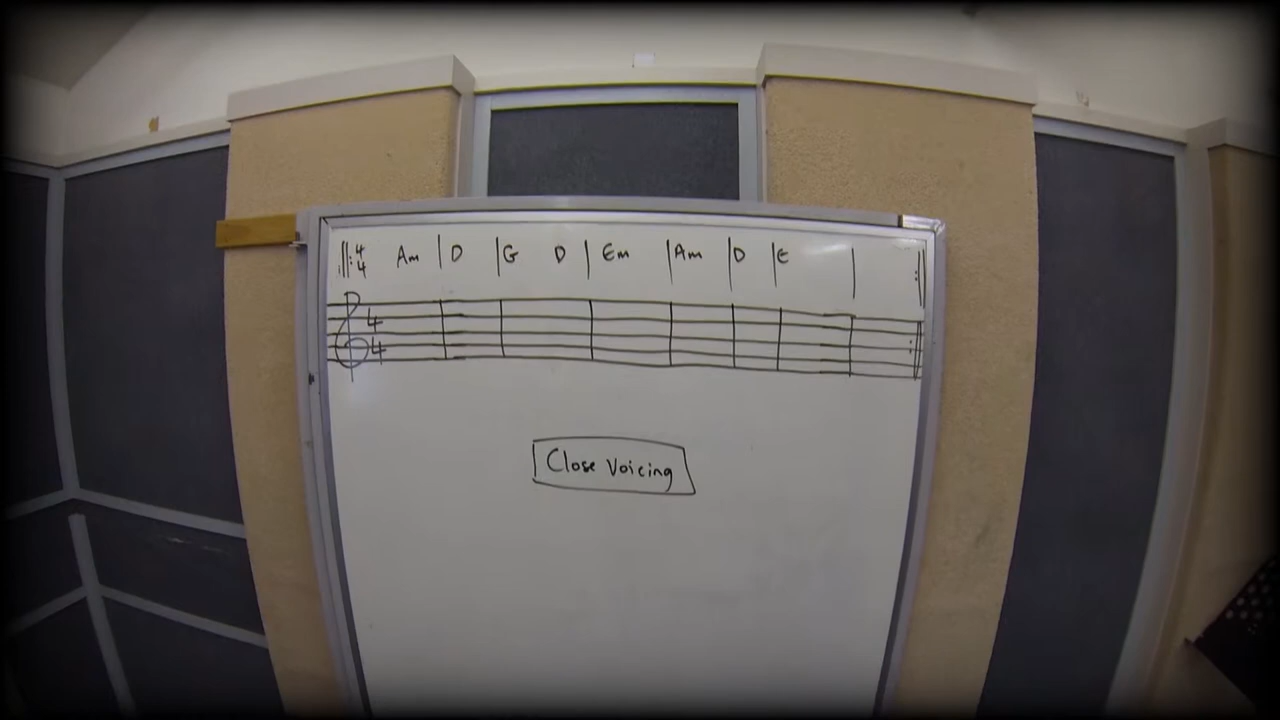 4/4 Am | D | G D | Em | Am | D | E | |
4
4
Close Voicing